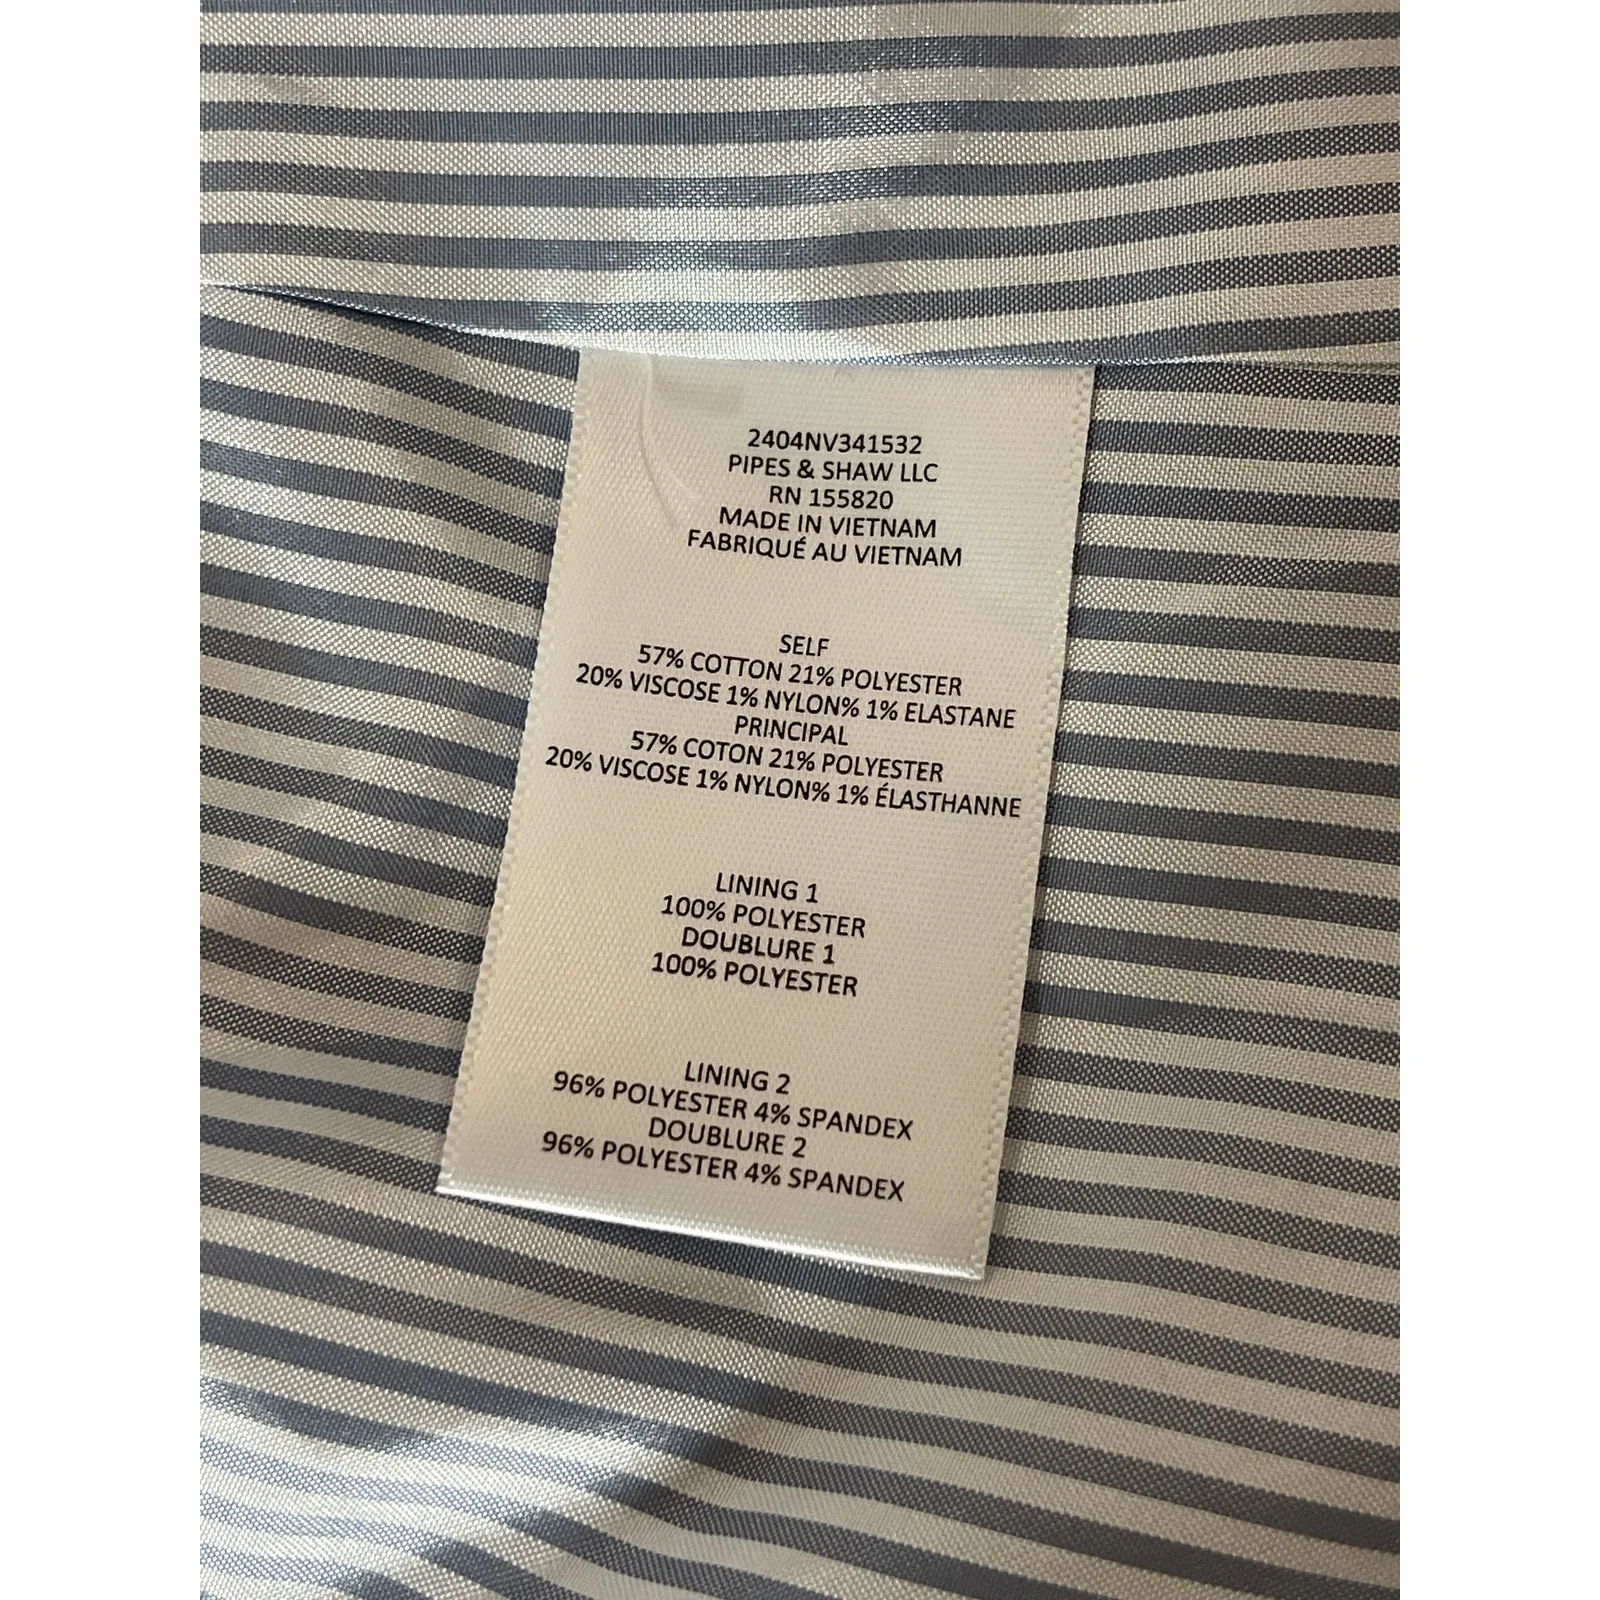 2404NV341532
PIPES & SHAW LLC
RN 155820
MADE IN VIETNAM
FABRIQUÉ AU VIETNAM
SELF
57% COTTON 21% POLYESTER
20% VISCOSE 1% NYLON% 1% ELASTANE
PRINCIPAL
57% COTON 21% POLYESTER
20% VISCOSE 1% NYLON% 1% ÉLASTHANNE
LINING 1
100% POLYESTER
DOUBLURE 1
100% POLYESTER
LINING 2
96% POLYESTER 4% SPANDEX
DOUBLURE 2
96% POLYESTER 4% SPANDEX